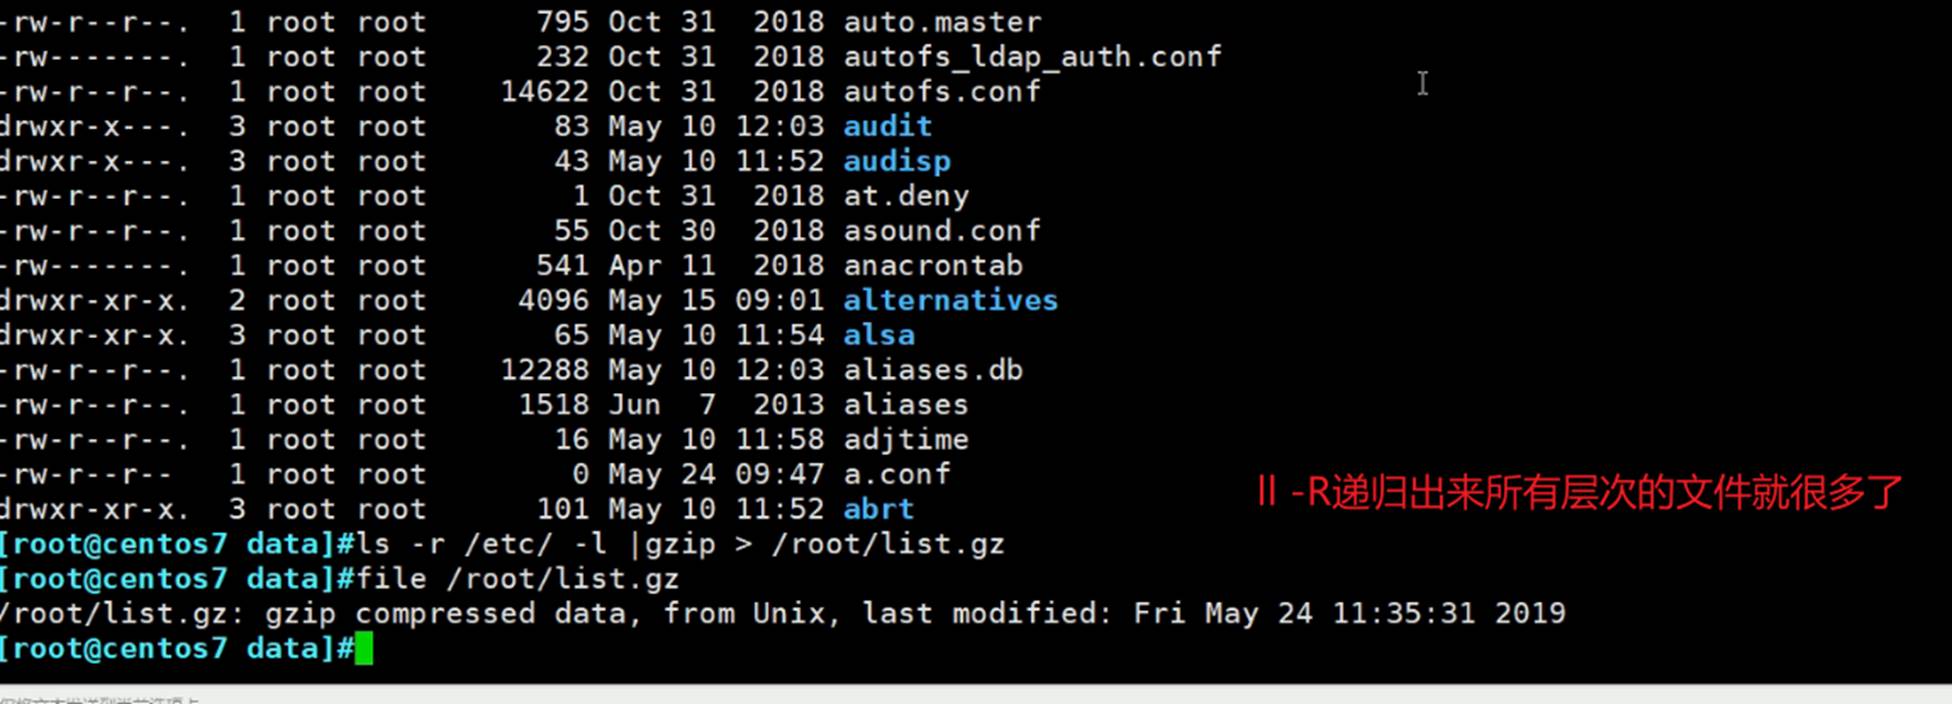 -rw-r--r--. 1 root root 795 Oct 31 2018 auto.master
-rw-------. 1 root root 232 Oct 31 2018 autofs_ldap_auth.conf
-rw-r--r--. 1 root root 14622 Oct 31 2018 autofs.conf
drwxr-x---. 3 root root 83 May 10 12:03 audit
drwxr-x---. 3 root root 43 May 10 11:52 audisp
-rw-r--r--. 1 root root 1 Oct 31 2018 at.deny
-rw-r--r--. 1 root root 55 Oct 30 2018 asound.conf
-rw-------. 1 root root 541 Apr 11 2018 anacrontab
drwxr-xr-x. 2 root root 4096 May 15 09:01 alternatives
drwxr-xr-x. 3 root root 65 May 10 11:54 alsa
-rw-r--r--. 1 root root 12288 May 10 12:03 aliases.db
-rw-r--r--. 1 root root 1518 Jun 7 2013 aliases
-rw-r--r--. 1 root root 16 May 10 11:58 adjtime
-rw-r--r-- 1 root root 0 May 24 09:47 a.conf
ll -R递归出来所有层次的文件就很多了
drwxr-xr-x. 3 root root 101 May 10 11:52 abrt
[root@centos7 data]#ls -r /etc/ -l |gzip > /root/list.gz
[root@centos7 data]#file /root/list.gz
/root/list.gz: gzip compressed data, from Unix, last modified: Fri May 24 11:35:31 2019
[root@centos7 data]#